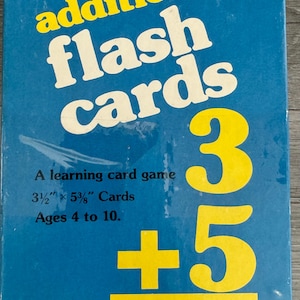 flash
cards
3
A learning card game
3½" × 5⅜" Cards
Ages 4 to 10.
+5